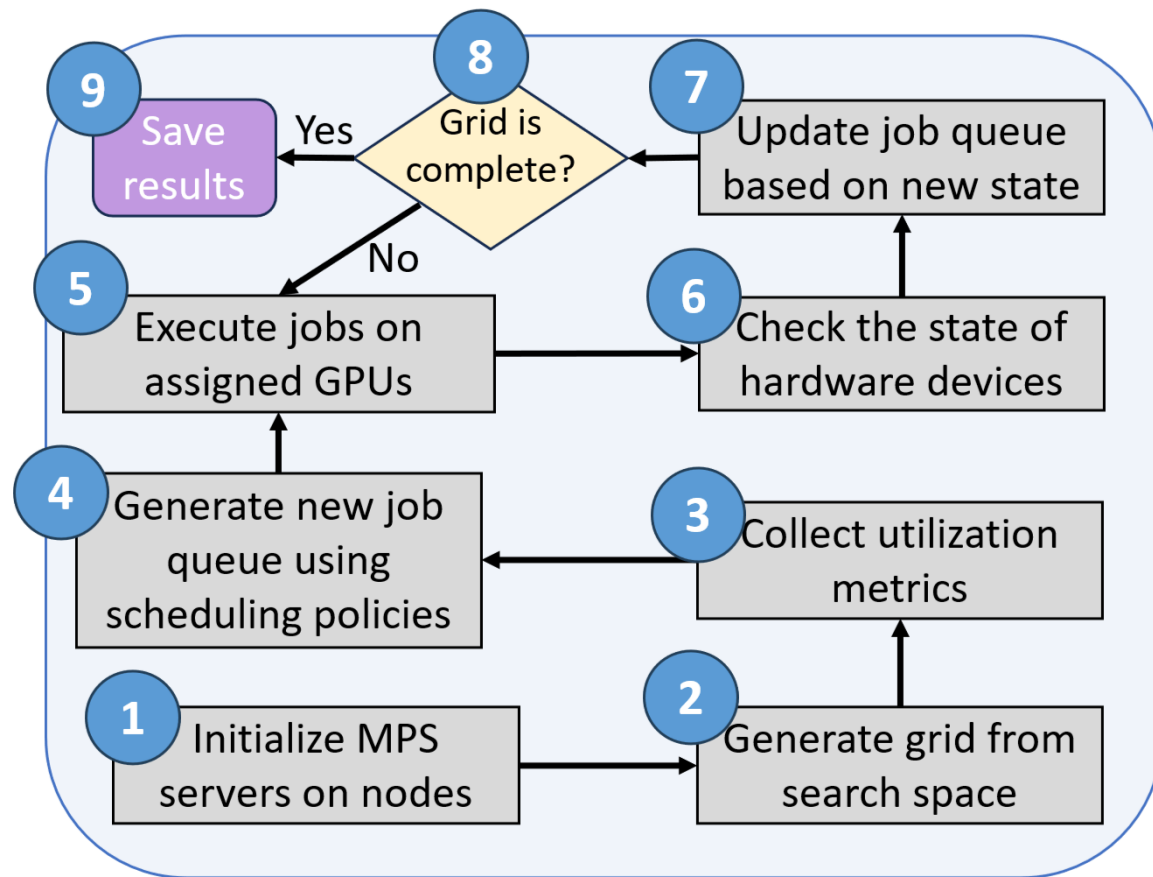 9
Save
results
Yes
8
Grid is
complete?
7
Update job queue
based on new state
No
5
Execute jobs on
assigned GPUs
6
Check the state of
hardware devices
4
Generate new job
queue using
scheduling policies
3
Collect utilization
metrics
1
Initialize MPS
servers on nodes
2
Generate grid from
search space